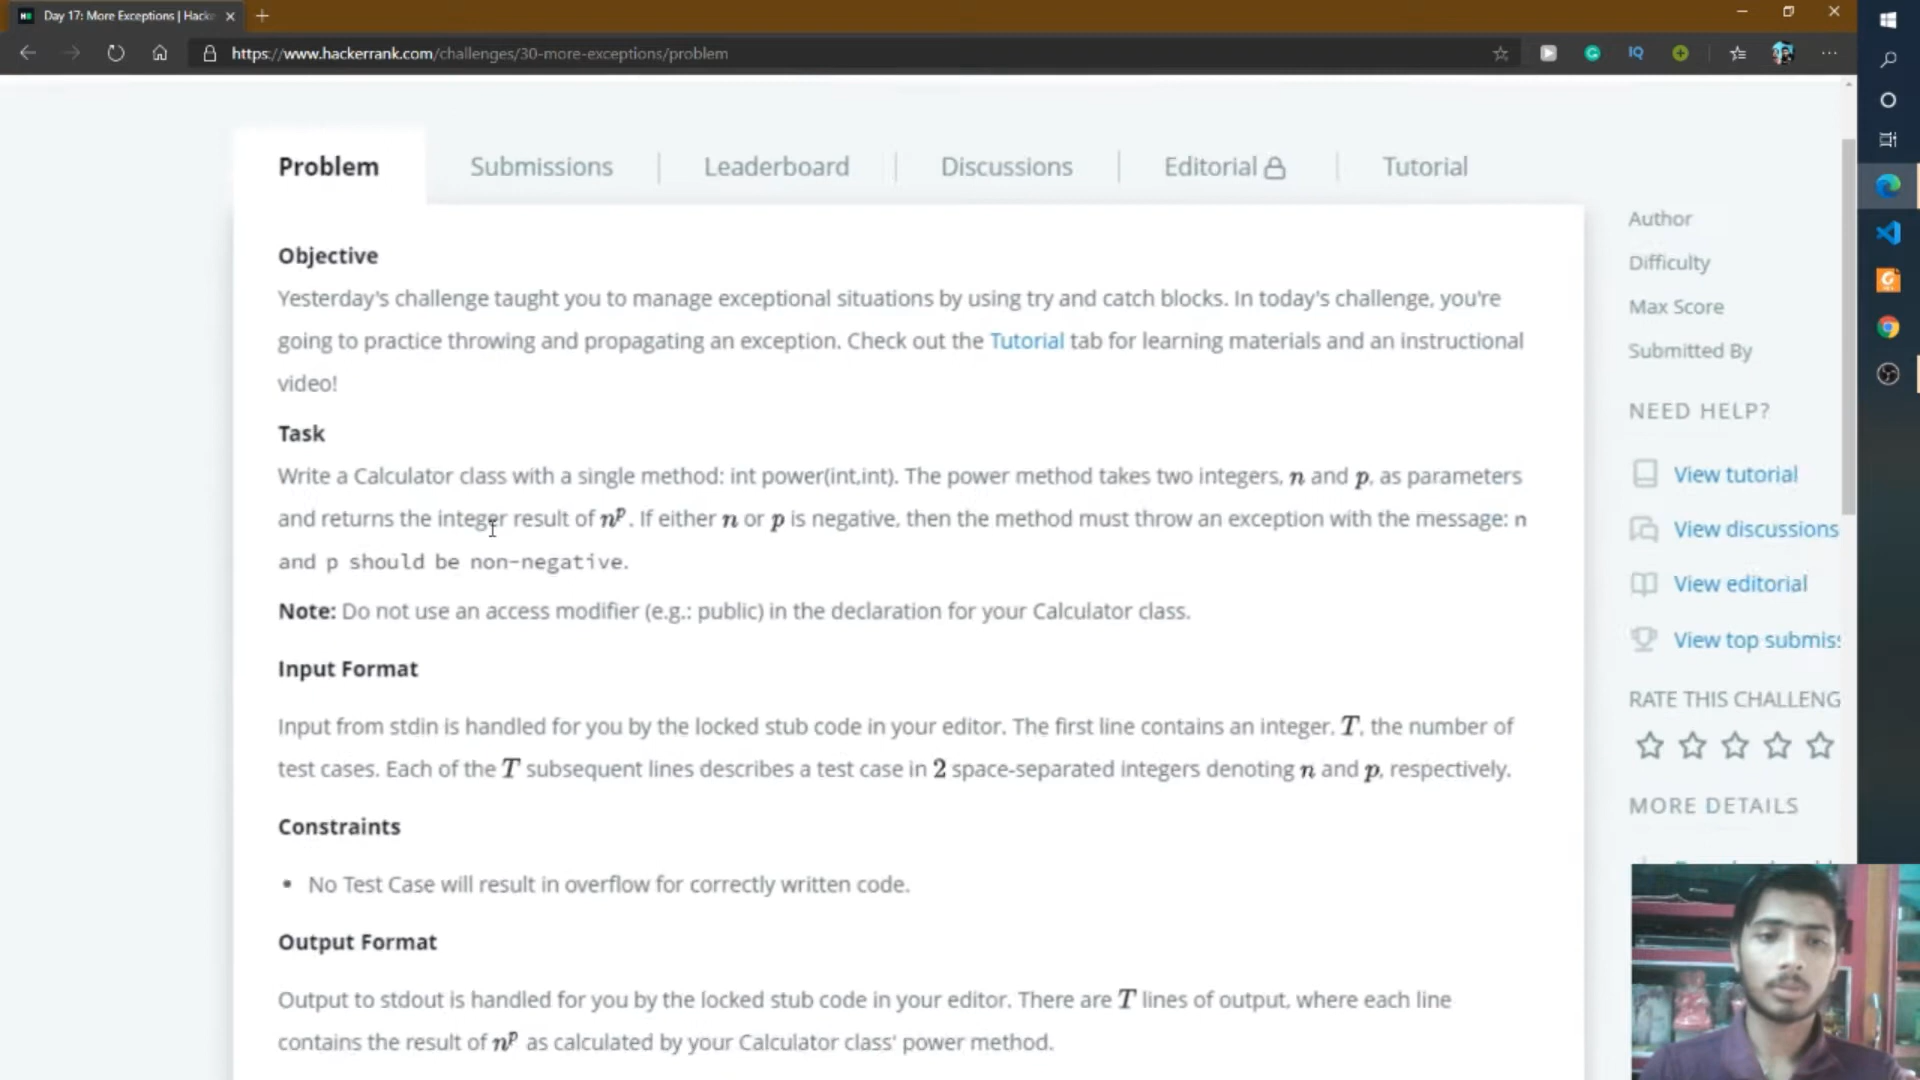 Day 17: More Exceptions | Hacke
https://www.hackerrank.com/challenges/30-more-exceptions/problem
IQ
Problem
Submissions
Leaderboard
Discussions
Editorial
Tutorial
Objective
Yesterday's challenge taught you to manage exceptional situations by using try and catch blocks. In today's challenge, you're
going to practice throwing and propagating an exception. Check out the Tutorial tab for learning materials and an instructional
video!
Task
Write a Calculator class with a single method: int power(int,int). The power method takes two integers, n and p, as parameters
and returns the integer result of n^p. If either n or p is negative, then the method must throw an exception with the message: n
and p should be non-negative.
Note: Do not use an access modifier (e.g.: public) in the declaration for your Calculator class.
Input Format
Input from stdin is handled for you by the locked stub code in your editor. The first line contains an integer, T, the number of
test cases. Each of the T subsequent lines describes a test case in 2 space-separated integers denoting n and p, respectively.
Constraints
• No Test Case will result in overflow for correctly written code.
Output Format
Output to stdout is handled for you by the locked stub code in your editor. There are T lines of output, where each line
contains the result of n^p as calculated by your Calculator class' power method.
Author
Difficulty
Max Score
Submitted By
NEED HELP?
View tutorial
View discussions
View editorial
View top submiss
RATE THIS CHALLENG
MORE DETAILS